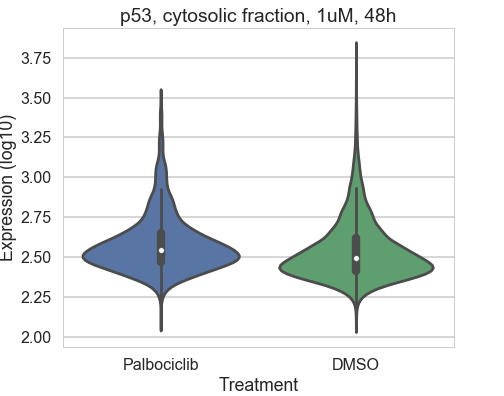 p53, cytosolic fraction, 1uM, 48h
Expression (log10)
3.75
3.50
3.25
3.00
2.75
2.50
2.25
2.00
Palbociclib
DMSO
Treatment